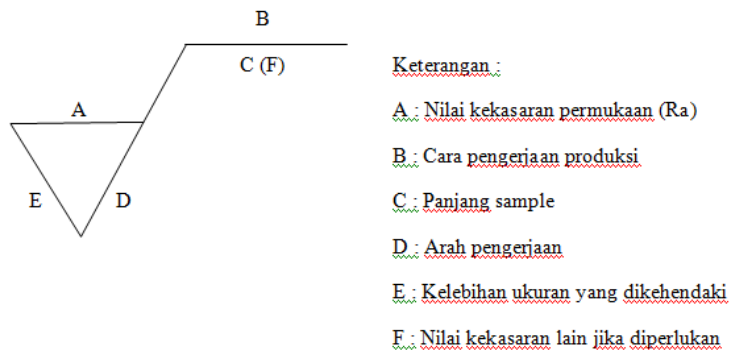 B
C (F)
A
E
D
Keterangan :
A : Nilai kekasaran permukaan (Ra)
B : Cara pengerjaan produksi
C : Panjang sample
D : Arah pengerjaan
E : Kelebihan ukuran yang dikehendaki
F : Nilai kekasaran lain jika diperlukan